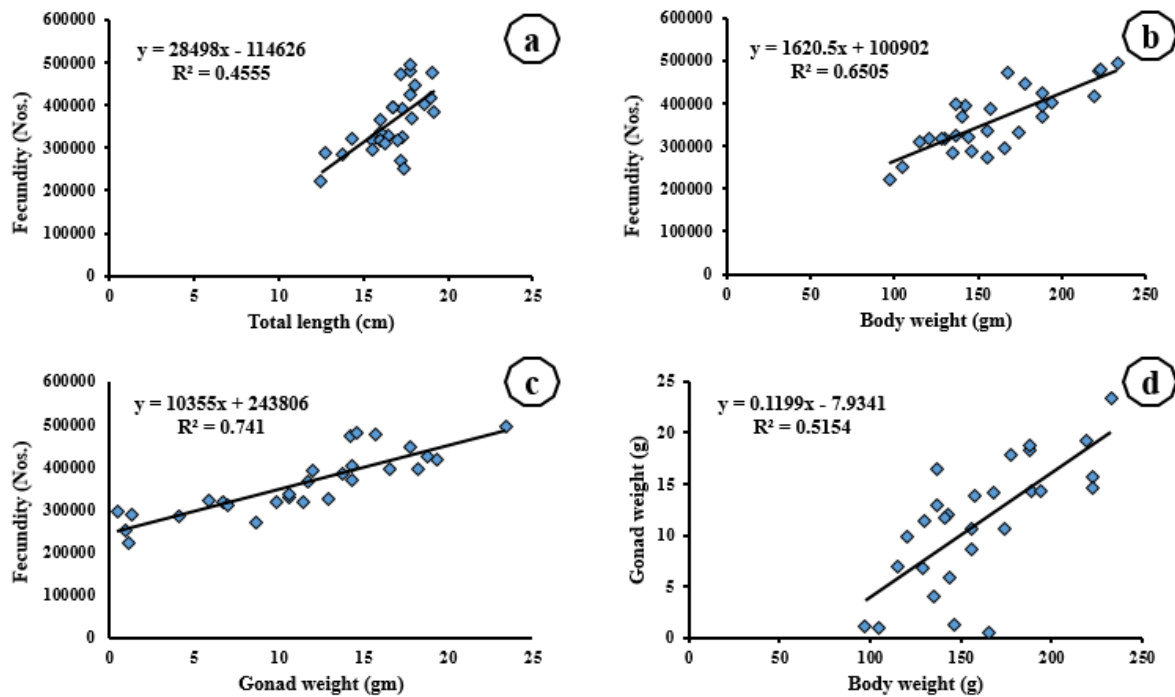 a
y = 28498x - 114626
R² = 0.4555
Fecundity (Nos.)
600000
500000
400000
300000
200000
100000
0
0 5 10 15 20 25
Total length (cm)
b
y = 1620.5x + 100902
R² = 0.6505
Fecundity (Nos.)
600000
500000
400000
300000
200000
100000
0
0 50 100 150 200 250
Body weight (gm)
c
y = 10355x + 243806
R² = 0.741
Fecundity (Nos.)
600000
500000
400000
300000
200000
100000
0
0 5 10 15 20 25
Gonad weight (gm)
d
y = 0.1199x - 7.9341
R² = 0.5154
Gonad weight (g)
25
20
15
10
5
0
0 50 100 150 200 250
Body weight (g)